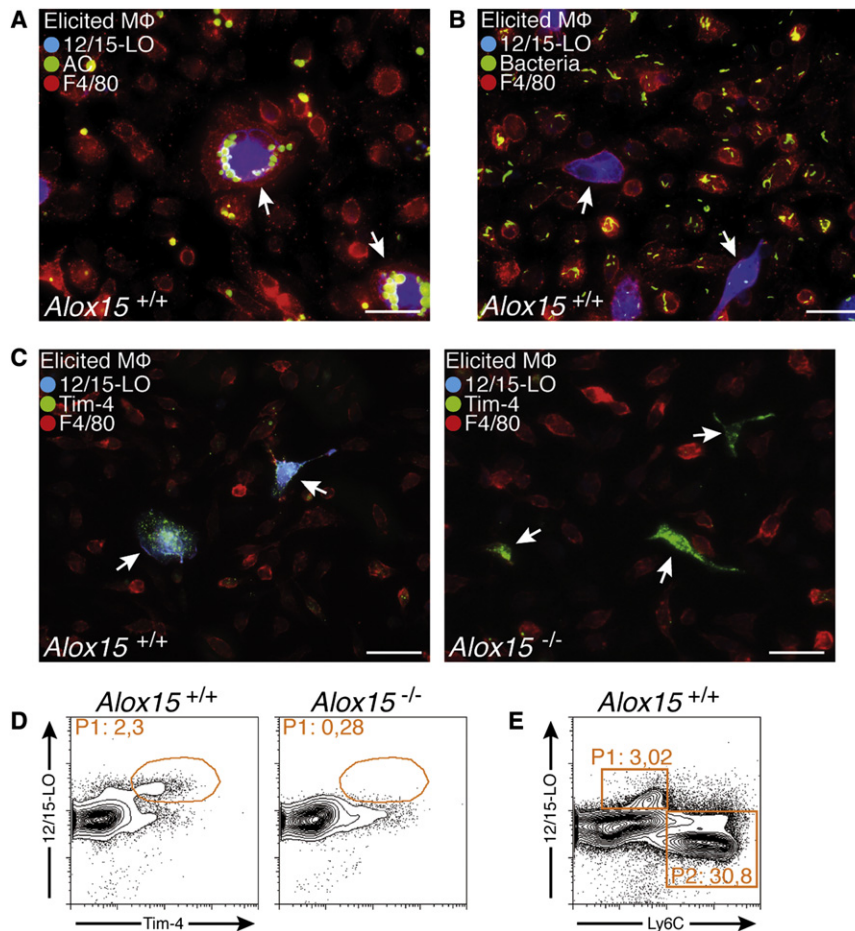 A
Elicited MΦ
12/15-LO
AC
F4/80
Alox15 +/+
B
Elicited MΦ
12/15-LO
Bacteria
F4/80
Alox15 +/+
C
Elicited MΦ
12/15-LO
Tim-4
F4/80
Alox15 +/+
Elicited MΦ
12/15-LO
Tim-4
F4/80
Alox15 -/-
D
Alox15 +/+
P1: 2,3
12/15-LO
Tim-4
Alox15 -/-
P1: 0,28
E
Alox15 +/+
P1: 3,02
P2: 30,8
12/15-LO
Ly6C